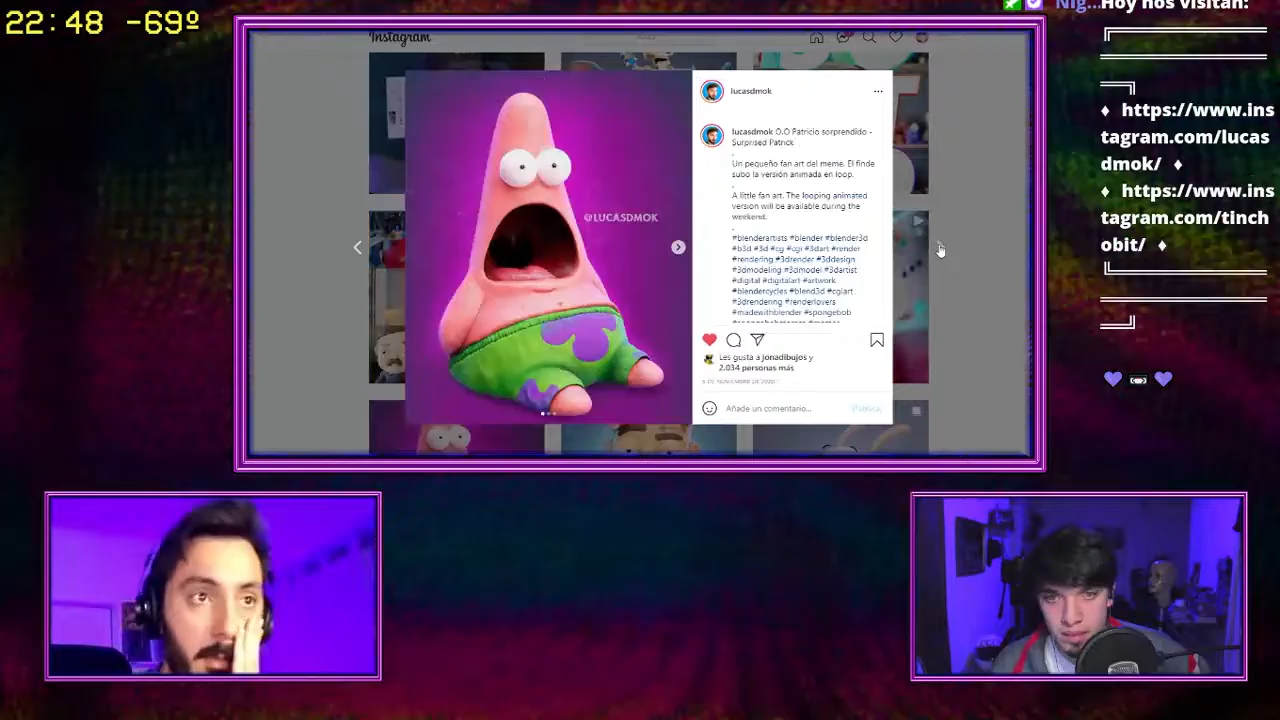 22:48 -69º
Nig...
Hoy nos visitan:
♦ https://www.ins
tagram.com/lucas
dmok/ ♦
♦ https://www.ins
tagram.com/tinch
obit/ ♦
Instagram
lucasdmok
lucasdmok O.O Patricio sorprendido -
Surprised Patrick
.
Un pequeño fan art del meme. El finde
subo la versión animada en loop.
.
A little fan art. The looping animated
version will be available during the
weekend.
.
#blenderartists #blender #blender3d
#b3d #3d #cg #cgi #3dart #render
#rendering #3drender #3ddesign
#3dmodeling #3dmodel #3dartist
#digital #digitalart #artwork
#blendercycles #blend3d #cgiart
#3drendering #renderlovers
#madewithblender #spongebob
@LUCASDMOK
Les gusta a jonadibujos y
2.034 personas más
Añade un comentario...
Publicar